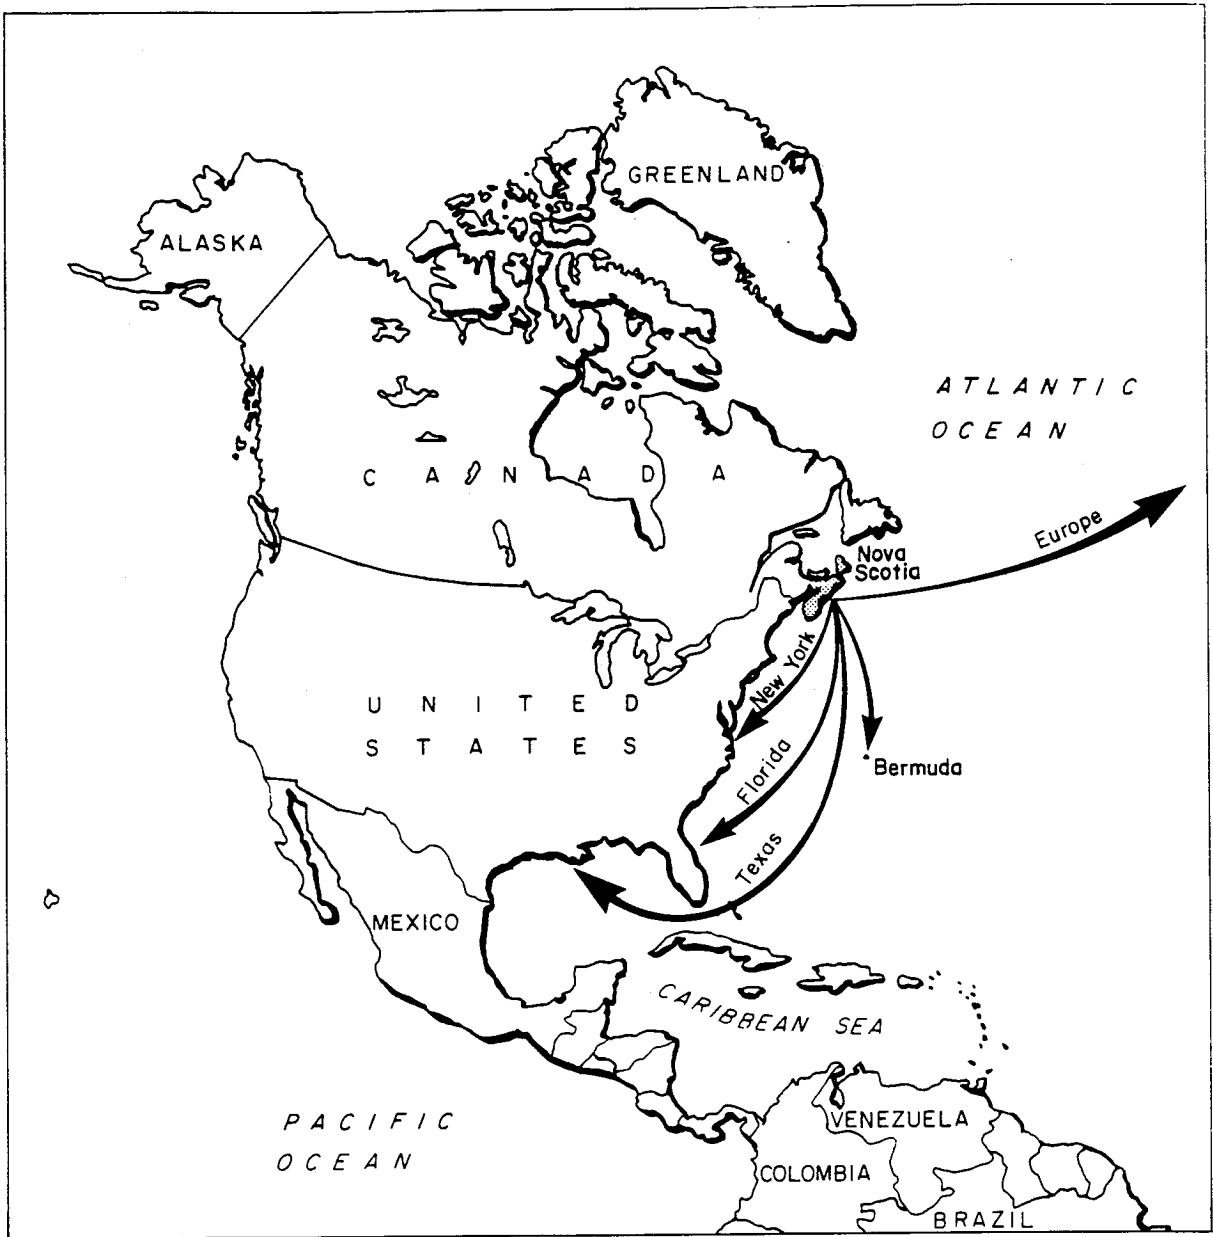 GREENLAND
ALASKA
ATLANTIC
OCEAN
CANADA
Europe
Nova
Scotia
New York
UNITED
STATES
Florida
Bermuda
Texas
MEXICO
CARIBBEAN SEA
PACIFIC
OCEAN
VENEZUELA
COLOMBIA
BRAZIL